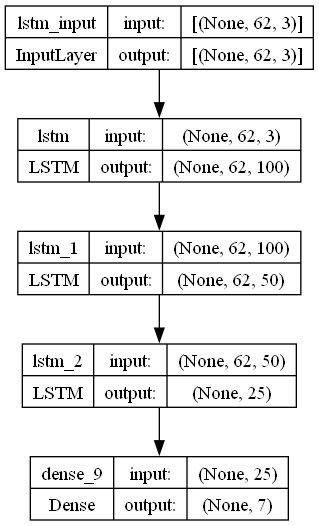 lstm_input input: [(None, 62, 3)]
InputLayer output: [(None, 62, 3)]
lstm input: (None, 62, 3)
LSTM output: (None, 62, 100)
lstm_1 input: (None, 62, 100)
LSTM output: (None, 62, 50)
lstm_2 input: (None, 62, 50)
LSTM output: (None, 25)
dense_9 input: (None, 25)
Dense output: (None, 7)